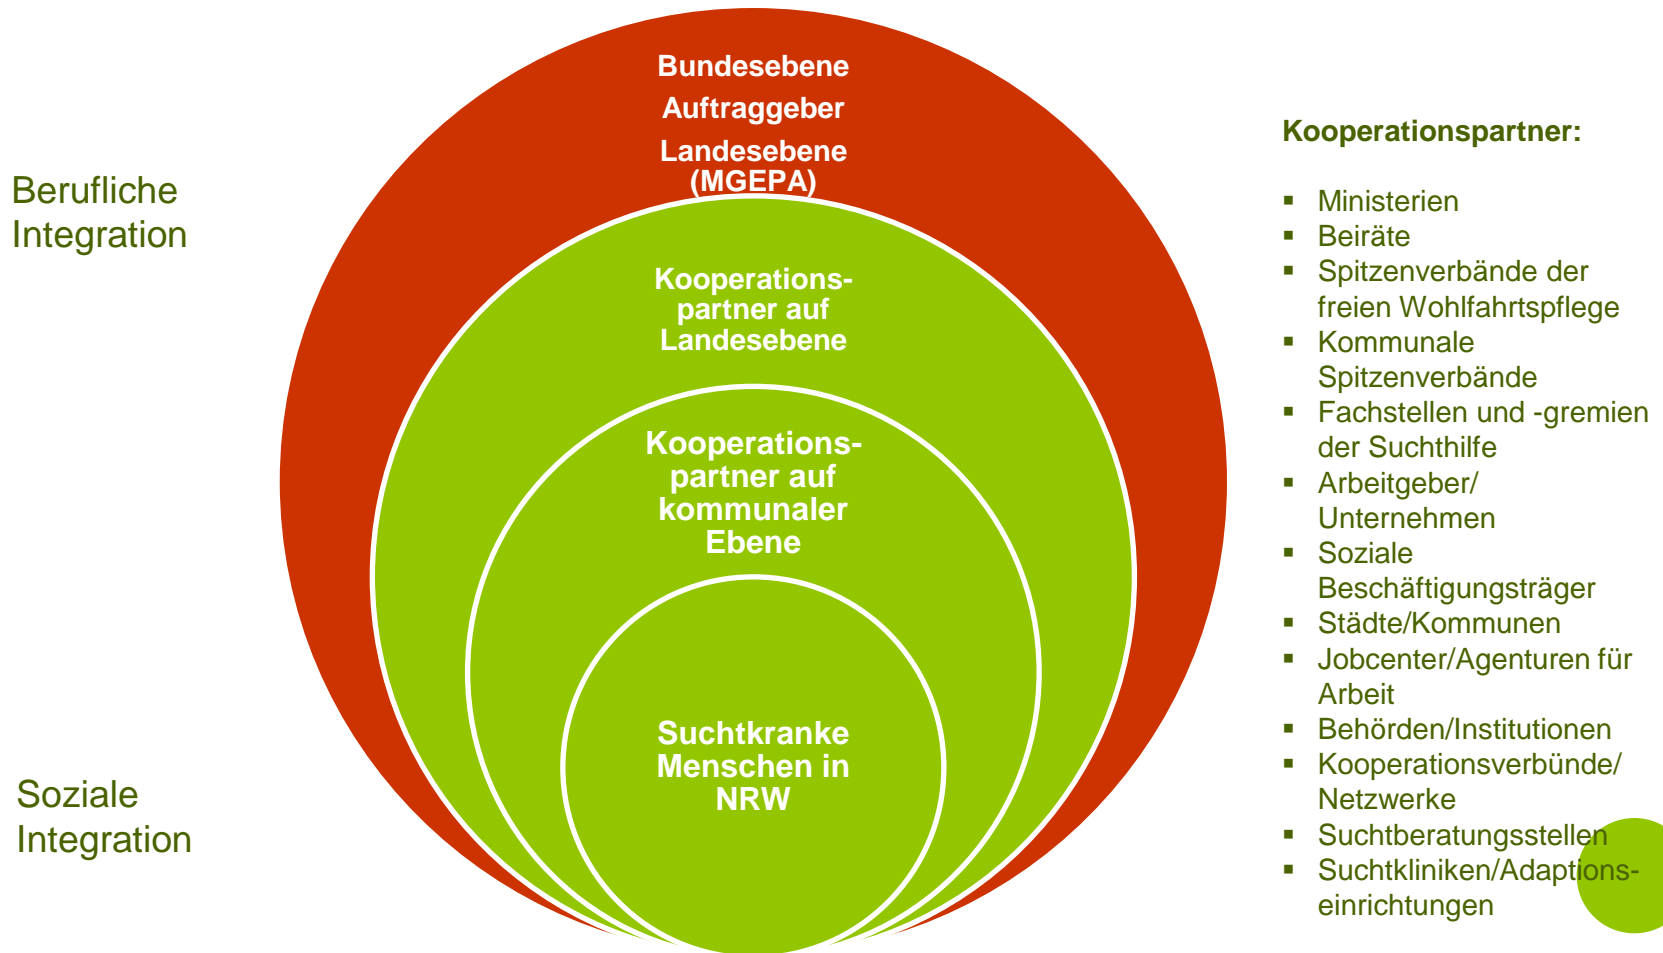 Berufliche
Integration
Soziale
Integration
Bundesebene
Auftraggeber
Landesebene
(MGEPA)
Kooperations-
partner auf
Landesebene
Kooperations-
partner auf
kommunaler
Ebene
Suchtkranke
Menschen in
NRW
Kooperationspartner:
▪ Ministerien
▪ Beiräte
▪ Spitzenverbände der
freien Wohlfahrtspflege
▪ Kommunale
Spitzenverbände
▪ Fachstellen und -gremien
der Suchthilfe
▪ Arbeitgeber/
Unternehmen
▪ Soziale
Beschäftigungsträger
▪ Städte/Kommunen
▪ Jobcenter/Agenturen für
Arbeit
▪ Behörden/Institutionen
▪ Kooperationsverbünde/
Netzwerke
▪ Suchtberatungsstellen
▪ Suchtkliniken/Adaptions-
einrichtungen